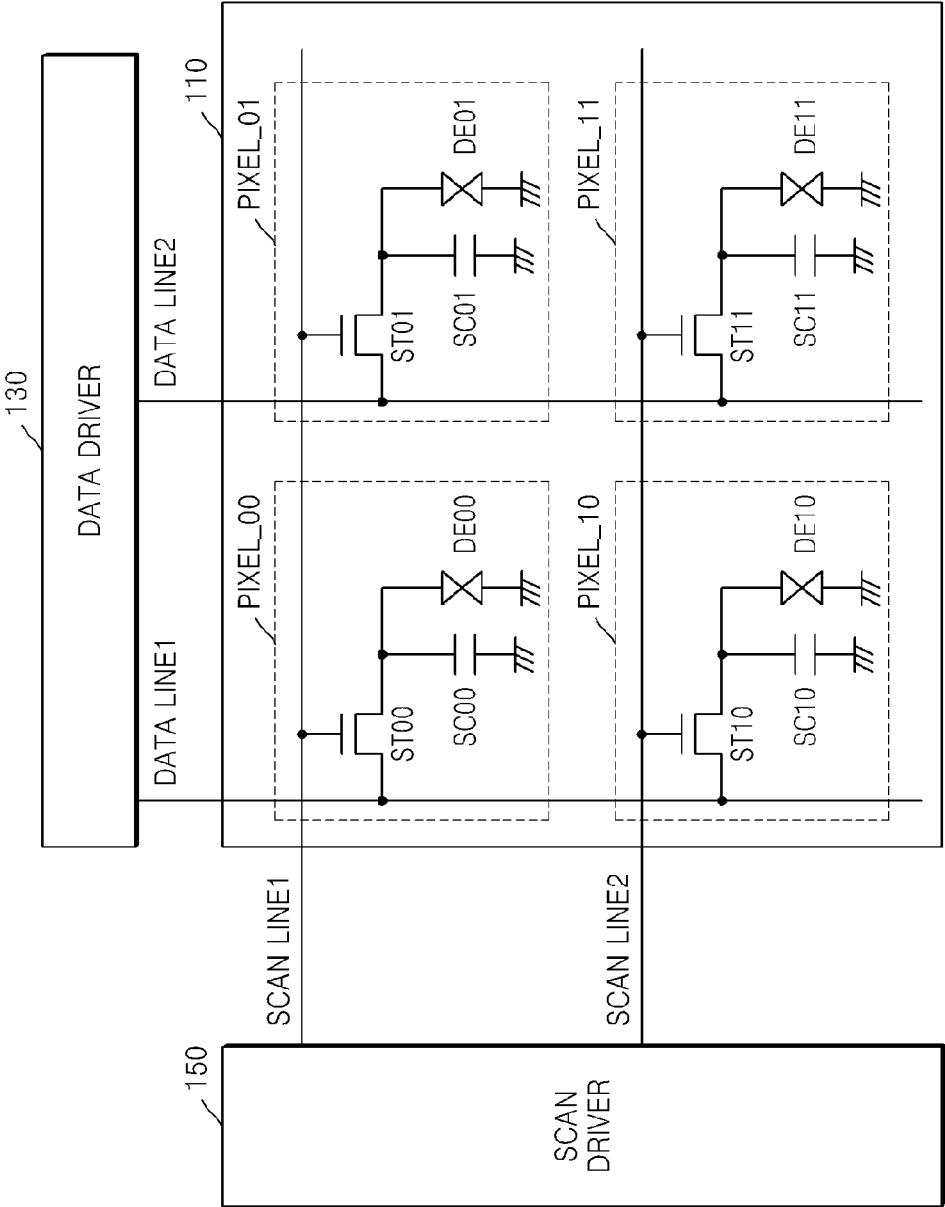 130
DATA DRIVER
DATA LINE1
DATA LINE2
110
150
SCAN
DRIVER
SCAN LINE1
SCAN LINE2
PIXEL_00
ST00
SC00
DE00
PIXEL_01
ST01
SC01
DE01
PIXEL_10
ST10
SC10
DE10
PIXEL_11
ST11
SC11
DE11